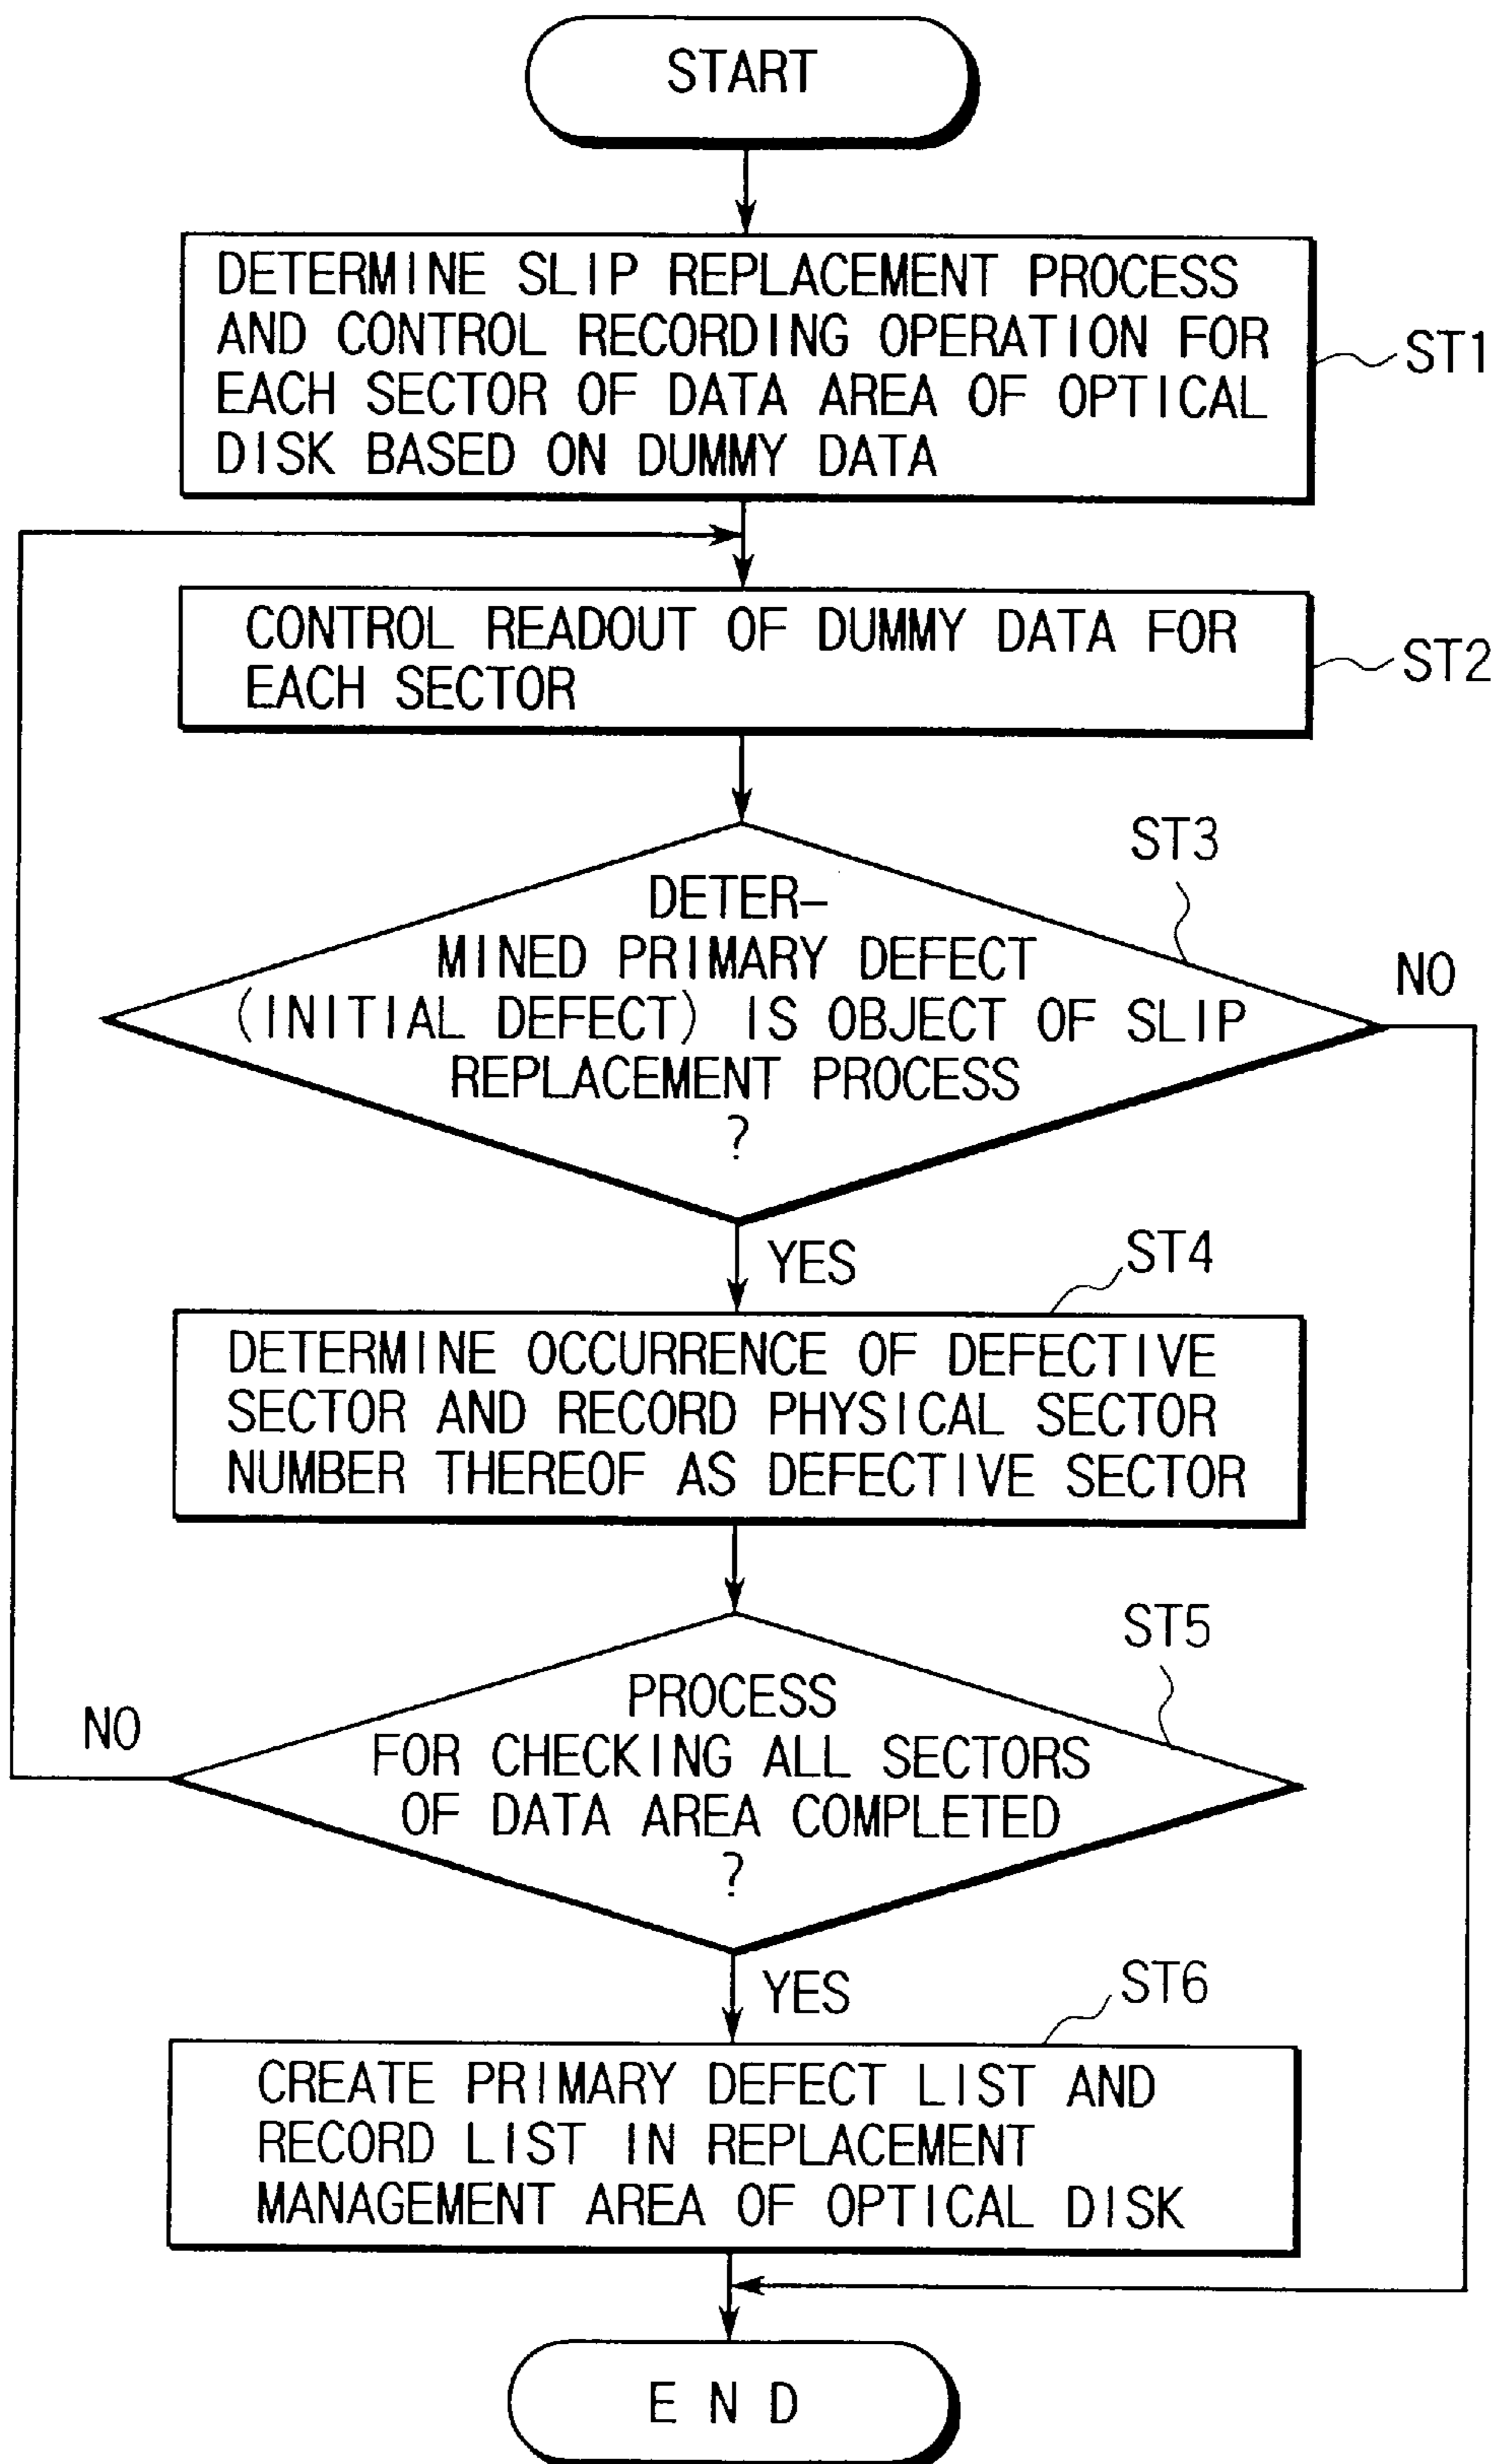 START
DETERMINE SLIP REPLACEMENT PROCESS
AND CONTROL RECORDING OPERATION FOR
EACH SECTOR OF DATA AREA OF OPTICAL
DISK BASED ON DUMMY DATA
ST1
CONTROL READOUT OF DUMMY DATA FOR
EACH SECTOR
ST2
ST3
DETER-
MINED PRIMARY DEFECT
(INITIAL DEFECT) IS OBJECT OF SLIP
REPLACEMENT PROCESS
?
NO
YES
ST4
DETERMINE OCCURRENCE OF DEFECTIVE
SECTOR AND RECORD PHYSICAL SECTOR
NUMBER THEREOF AS DEFECTIVE SECTOR
ST5
PROCESS
FOR CHECKING ALL SECTORS
OF DATA AREA COMPLETED
?
NO
YES
ST6
CREATE PRIMARY DEFECT LIST AND
RECORD LIST IN REPLACEMENT
MANAGEMENT AREA OF OPTICAL DISK
END